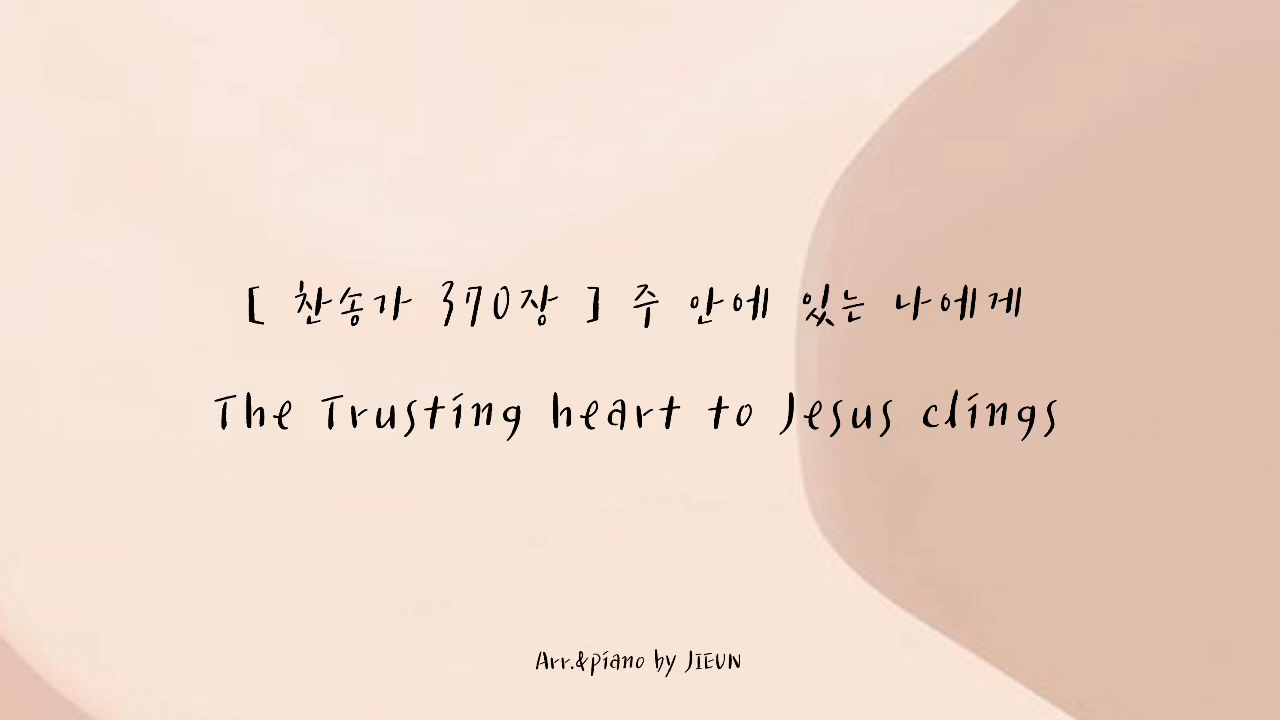 [ 찬송가 370장 ] 주 안에 있는 나에게
The Trusting heart to Jesus clings
Arr.&piano by JIEUN